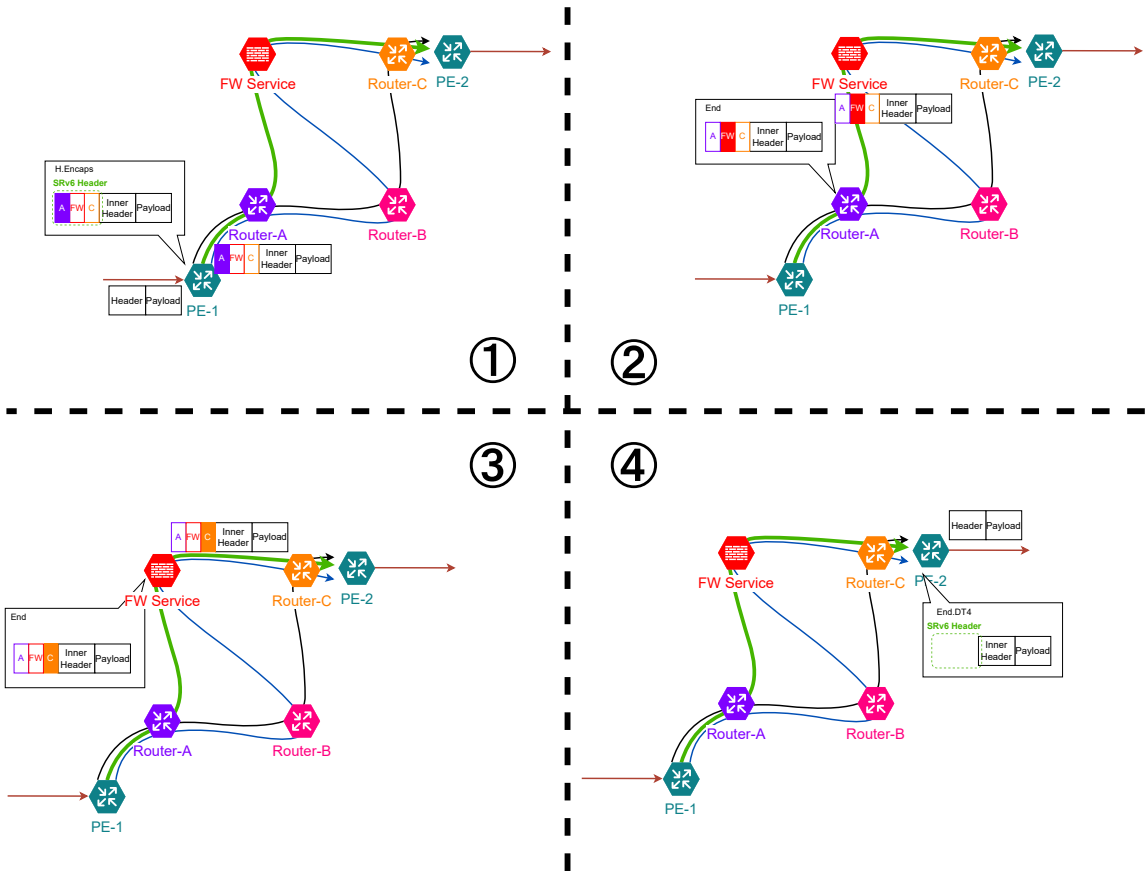 FW Service
Router-C
PE-2
H.Encaps
SRv6 Header
A FW C Inner Header Payload
Router-A
Router-B
A FW C Inner Header Payload
Header Payload
PE-1
①
FW Service
Router-C
PE-2
End
A FW C Inner Header Payload
A FW C Inner Header Payload
Router-A
Router-B
PE-1
②
③
A FW C Inner Header Payload
FW Service
Router-C
PE-2
End
A FW C Inner Header Payload
Router-A
Router-B
PE-1
④
Header Payload
FW Service
Router-C
PE-2
End.DT4
SRv6 Header
Inner Header Payload
Router-A
Router-B
PE-1